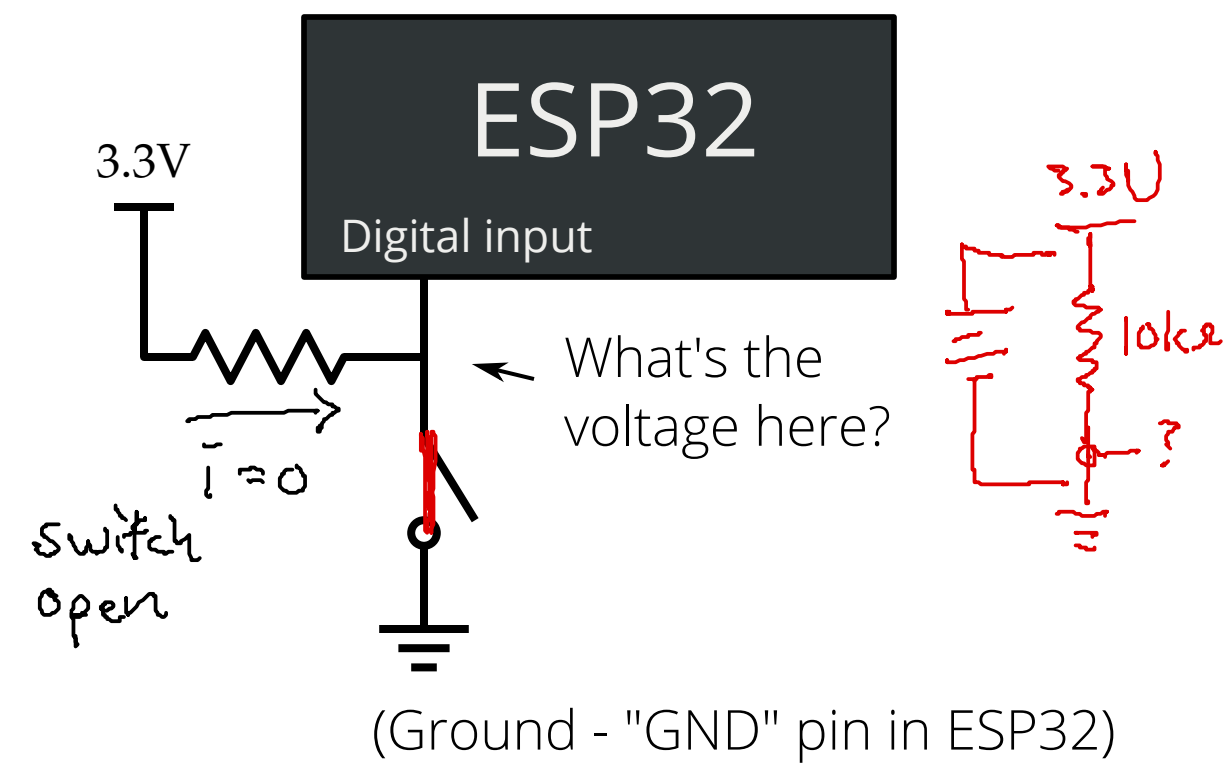 ESP32
3.3V
Digital input
3.3V
10kΩ
What's the
voltage here?
?
i=0
switch
open
(Ground - "GND" pin in ESP32)